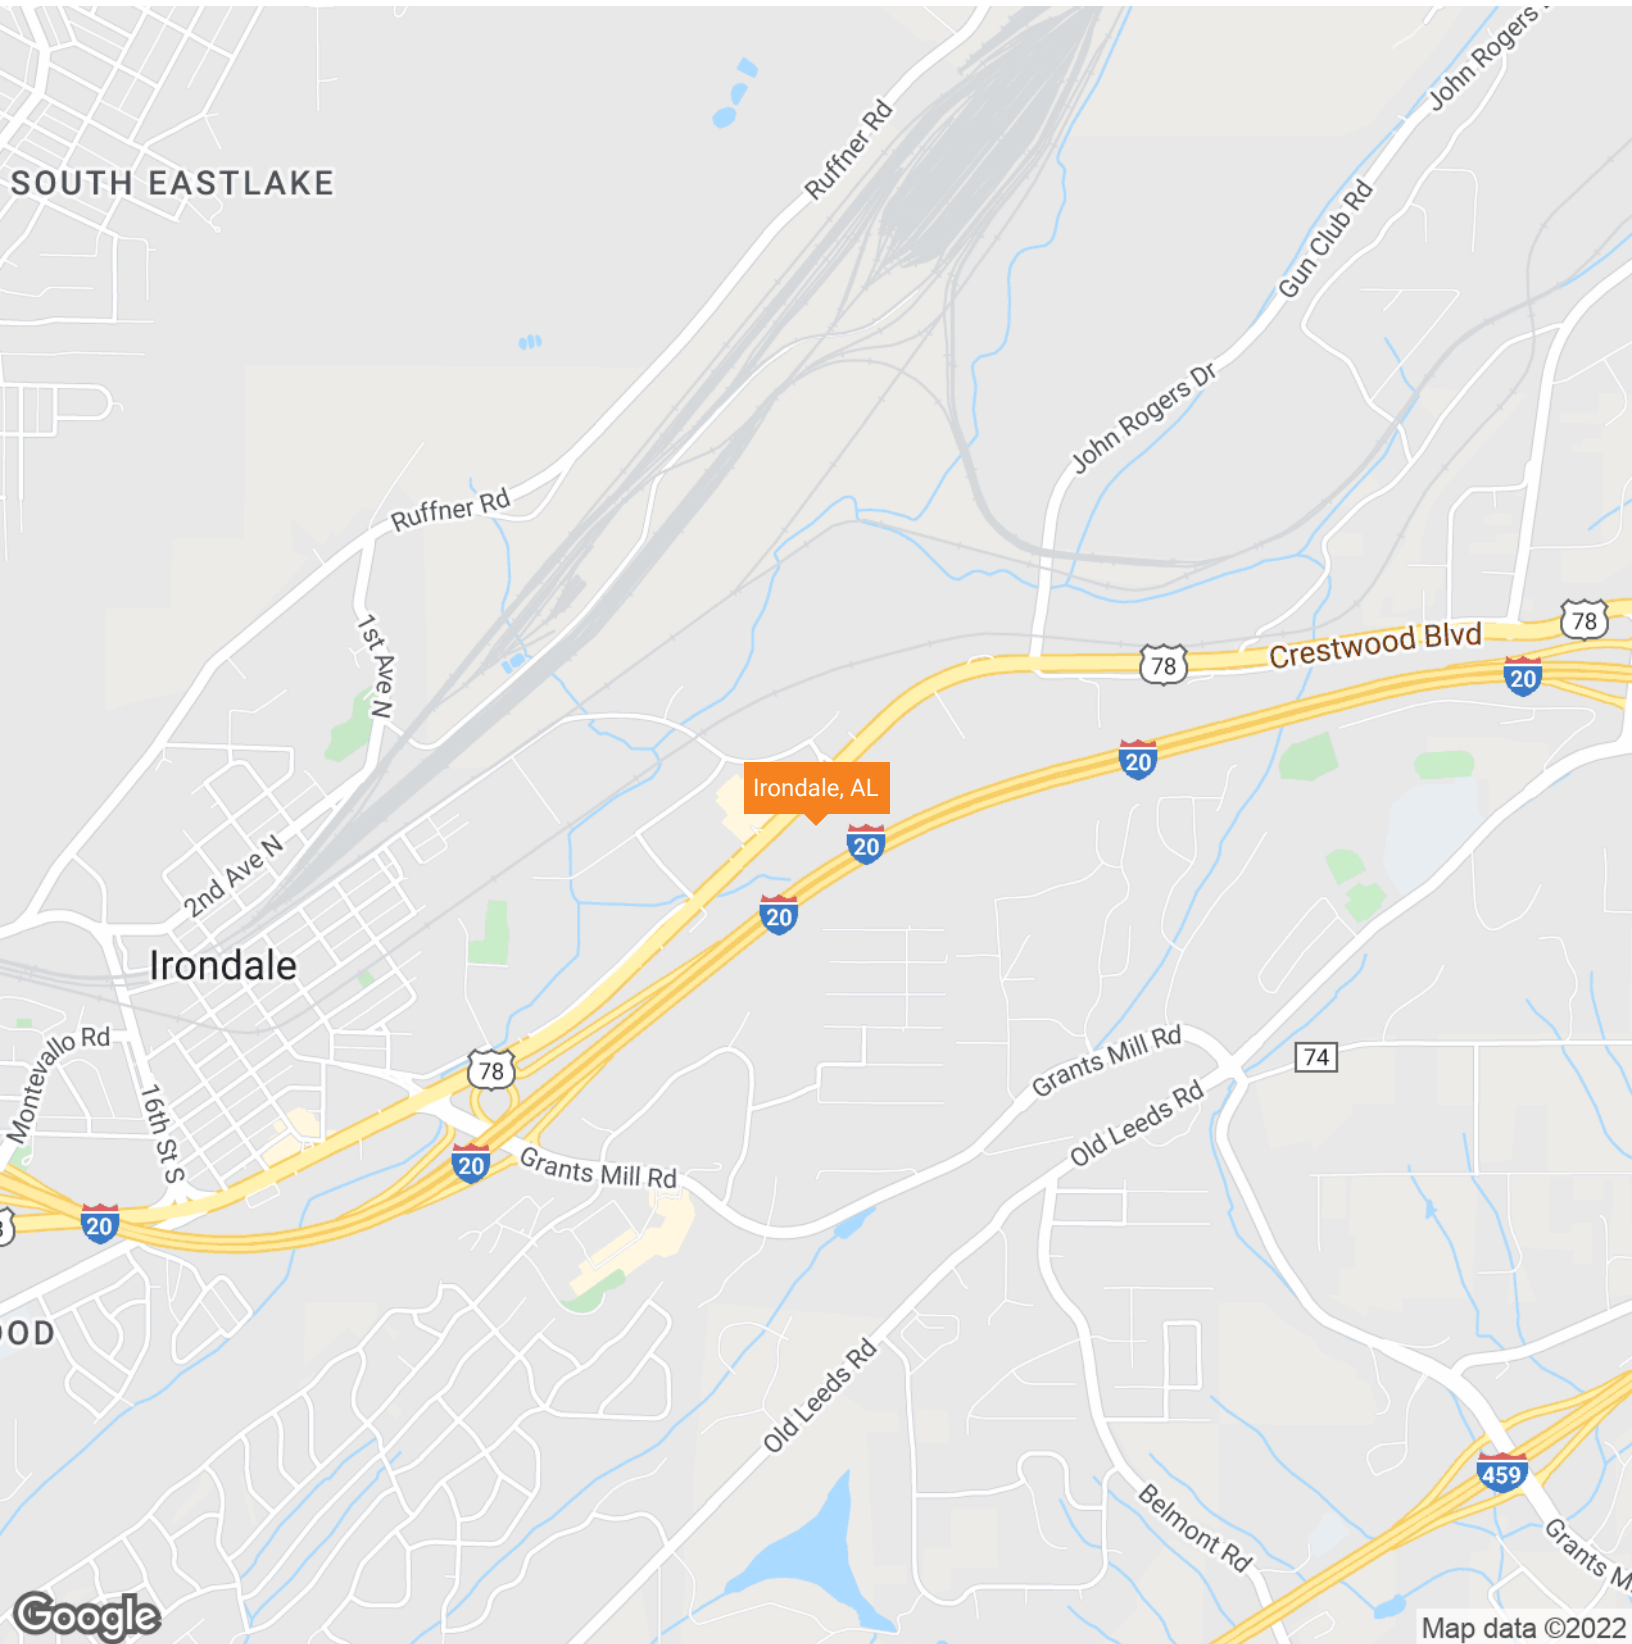 John Rogers
Ruffner Rd
SOUTH EASTLAKE
Gun Club Rd
John Rogers Dr
Ruffner Rd
1st Ave N
78
Crestwood Blvd
78
20
20
Irondale, AL
20
2nd Ave N
20
Irondale
Montevallo Rd
78
Grants Mill Rd
74
16th St S
Old Leeds Rd
20
Grants Mill Rd
20
OOD
Old Leeds Rd
459
Belmont Rd
Grants M
Google
Map data ©2022